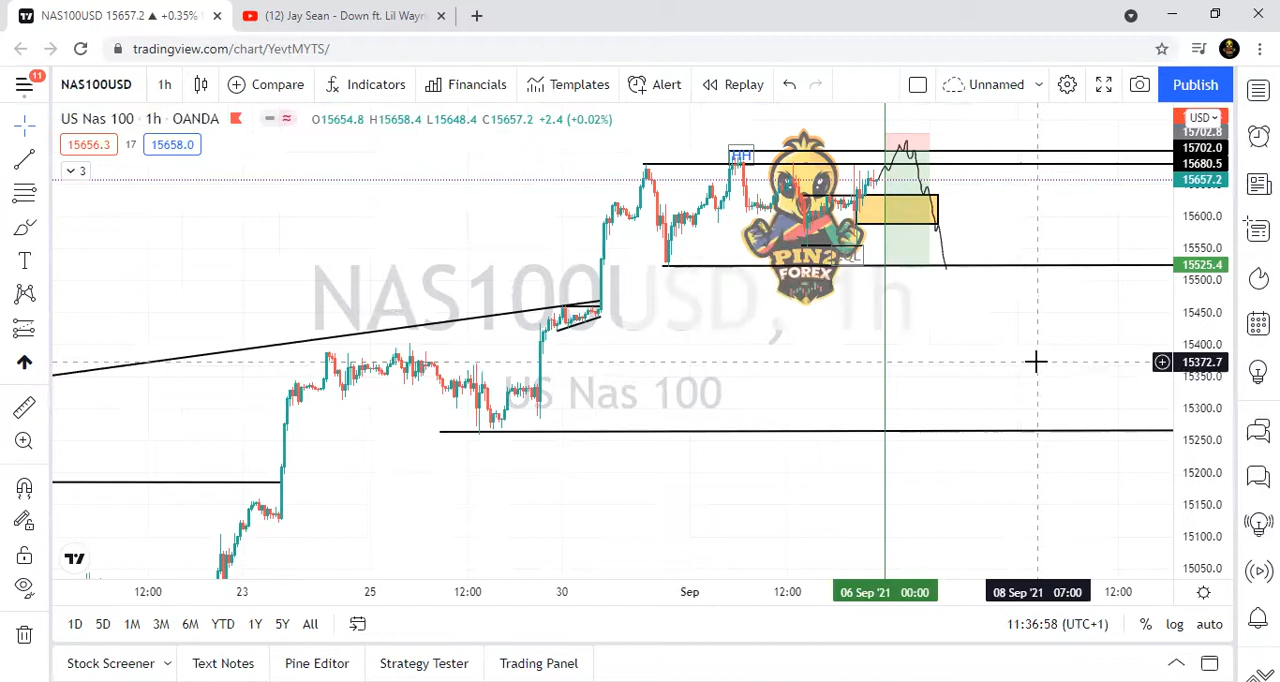 NAS100USD 15657.2 ▲ +0.35%
(12) Jay Sean - Down ft. Lil Wayne
tradingview.com/chart/YevtMYTS/
11
NAS100USD 1h Compare Indicators Financials Templates Alert Replay Unnamed Publish
US Nas 100 · 1h · OANDA O15654.8 H15658.4 L15648.4 C15657.2 +2.4 (+0.02%)
15656.3 17 15658.0
3
USD
15702.8
15702.0
15680.5
15657.2
15600.0
15550.0
15525.4
15500.0
15450.0
15400.0
15372.7
15350.0
15300.0
15250.0
15200.0
15150.0
15100.0
15050.0
HH
PIN2
FOREX
NAS100USD, 1h
US Nas 100
12:00 23 12:00 25 12:00 30 Sep 12:00 06 Sep '21 00:00 08 Sep '21 07:00 12:00
1D 5D 1M 3M 6M YTD 1Y 5Y All 11:36:58 (UTC+1) % log auto
Stock Screener Text Notes Pine Editor Strategy Tester Trading Panel